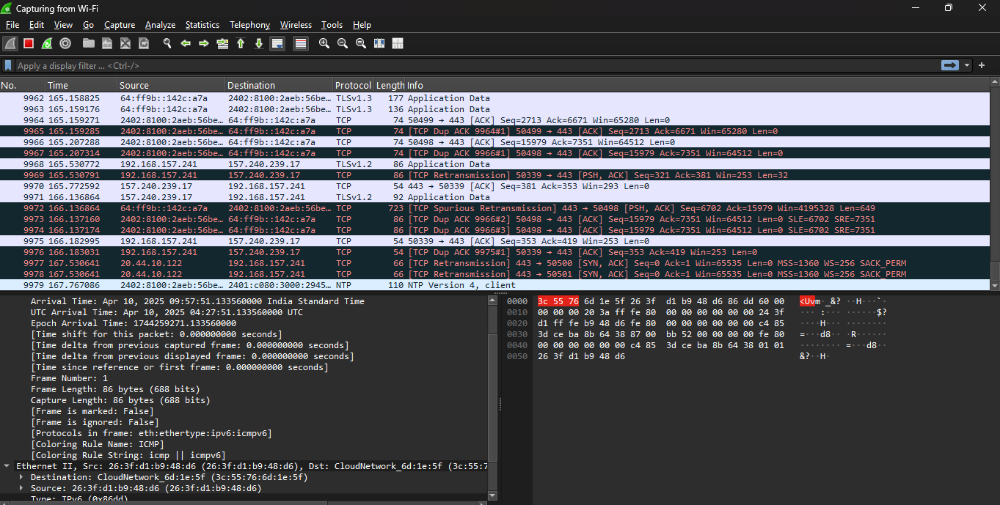 Capturing from Wi-Fi
File Edit View Go Capture Analyze Statistics Telephony Wireless Tools Help
Apply a display filter ... <Ctrl-/>
No. Time Source Destination Protocol Length Info
9962 165.158825 64:ff9b::142c:a7a 2402:8100:2aeb:56be… TLSv1.3 177 Application Data
9963 165.159176 64:ff9b::142c:a7a 2402:8100:2aeb:56be… TLSv1.3 136 Application Data
9964 165.159271 2402:8100:2aeb:56be… 64:ff9b::142c:a7a TCP 74 50499 → 443 [ACK] Seq=2713 Ack=6671 Win=65280 Len=0
9965 165.159285 2402:8100:2aeb:56be… 64:ff9b::142c:a7a TCP 74 [TCP Dup ACK 9964#1] 50499 → 443 [ACK] Seq=2713 Ack=6671 Win=65280 Len=0
9966 165.207288 2402:8100:2aeb:56be… 64:ff9b::142c:a7a TCP 74 50498 → 443 [ACK] Seq=15979 Ack=7351 Win=64512 Len=0
9967 165.207314 2402:8100:2aeb:56be… 64:ff9b::142c:a7a TCP 74 [TCP Dup ACK 9966#1] 50498 → 443 [ACK] Seq=15979 Ack=7351 Win=64512 Len=0
9968 165.530772 192.168.157.241 157.240.239.17 TLSv1.2 86 Application Data
9969 165.530791 192.168.157.241 157.240.239.17 TCP 86 [TCP Retransmission] 50339 → 443 [PSH, ACK] Seq=321 Ack=381 Win=253 Len=32
9970 165.772592 157.240.239.17 192.168.157.241 TCP 54 443 → 50339 [ACK] Seq=381 Ack=353 Win=293 Len=0
9971 166.136864 157.240.239.17 192.168.157.241 TLSv1.2 92 Application Data
9972 166.136864 64:ff9b::142c:a7a 2402:8100:2aeb:56be… TCP 723 [TCP Spurious Retransmission] 443 → 50498 [PSH, ACK] Seq=6702 Ack=15979 Win=4195328 Len=649
9973 166.137160 2402:8100:2aeb:56be… 64:ff9b::142c:a7a TCP 86 [TCP Dup ACK 9966#2] 50498 → 443 [ACK] Seq=15979 Ack=7351 Win=64512 Len=0 SLE=6702 SRE=7351
9974 166.137174 2402:8100:2aeb:56be… 64:ff9b::142c:a7a TCP 86 [TCP Dup ACK 9966#3] 50498 → 443 [ACK] Seq=15979 Ack=7351 Win=64512 Len=0 SLE=6702 SRE=7351
9975 166.182995 192.168.157.241 157.240.239.17 TCP 54 50339 → 443 [ACK] Seq=353 Ack=419 Win=253 Len=0
9976 166.183031 192.168.157.241 157.240.239.17 TCP 54 [TCP Dup ACK 9975#1] 50339 → 443 [ACK] Seq=353 Ack=419 Win=253 Len=0
9977 167.530641 20.44.10.122 192.168.157.241 TCP 66 [TCP Retransmission] 443 → 50500 [SYN, ACK] Seq=0 Ack=1 Win=65535 Len=0 MSS=1360 WS=256 SACK_PERM
9978 167.530641 20.44.10.122 192.168.157.241 TCP 66 [TCP Retransmission] 443 → 50501 [SYN, ACK] Seq=0 Ack=1 Win=65535 Len=0 MSS=1360 WS=256 SACK_PERM
9979 167.767086 2402:8100:2aeb:56be… 2401:c080:3000:2945… NTP 110 NTP Version 4, client
Arrival Time: Apr 10, 2025 09:57:51.133560000 India Standard Time
UTC Arrival Time: Apr 10, 2025 04:27:51.133560000 UTC
Epoch Arrival Time: 1744259271.133560000
[Time shift for this packet: 0.000000000 seconds]
[Time delta from previous captured frame: 0.000000000 seconds]
[Time delta from previous displayed frame: 0.000000000 seconds]
[Time since reference or first frame: 0.000000000 seconds]
Frame Number: 1
Frame Length: 86 bytes (688 bits)
Capture Length: 86 bytes (688 bits)
[Frame is marked: False]
[Frame is ignored: False]
[Protocols in frame: eth:ethertype:ipv6:icmpv6]
[Coloring Rule Name: ICMP]
[Coloring Rule String: icmp || icmpv6]
Ethernet II, Src: 26:3f:d1:b9:48:d6 (26:3f:d1:b9:48:d6), Dst: CloudNetwork_6d:1e:5f (3c:55:7
Destination: CloudNetwork_6d:1e:5f (3c:55:76:6d:1e:5f)
Source: 26:3f:d1:b9:48:d6 (26:3f:d1:b9:48:d6)
Type: IPv6 (0x86dd)
0000 3c 55 76 6d 1e 5f 26 3f d1 b9 48 d6 86 dd 60 00 <Uvm·_&? ··H···`·
0010 00 00 00 20 3a ff fe 80 00 00 00 00 00 00 24 3f ··· :··· ······$?
0020 d1 ff fe b9 48 d6 fe 80 00 00 00 00 00 00 c4 85 ····H··· ········
0030 3d ce ba 8b 64 38 87 00 bb 52 00 00 00 00 fe 80 =···d8·· ·R······
0040 00 00 00 00 00 00 c4 85 3d ce ba 8b 64 38 01 01 ········ =···d8··
0050 26 3f d1 b9 48 d6 &?··H·